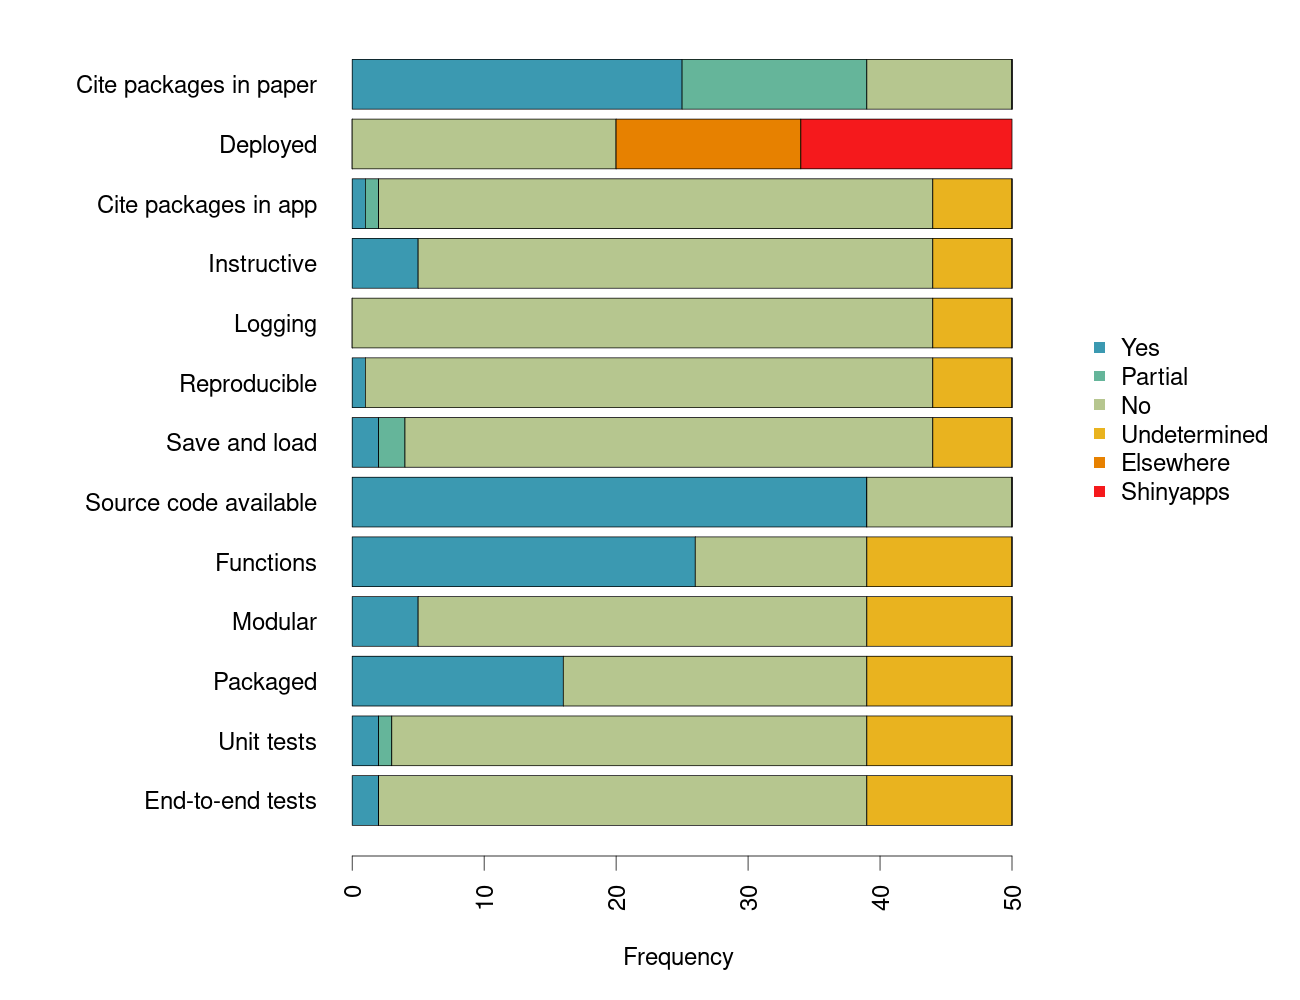 Cite packages in paper
Deployed
Cite packages in app
Instructive
Logging
Reproducible
Save and load
Source code available
Functions
Modular
Packaged
Unit tests
End-to-end tests
Yes
Partial
No
Undetermined
Elsewhere
Shinyapps
0 10 20 30 40 50
Frequency